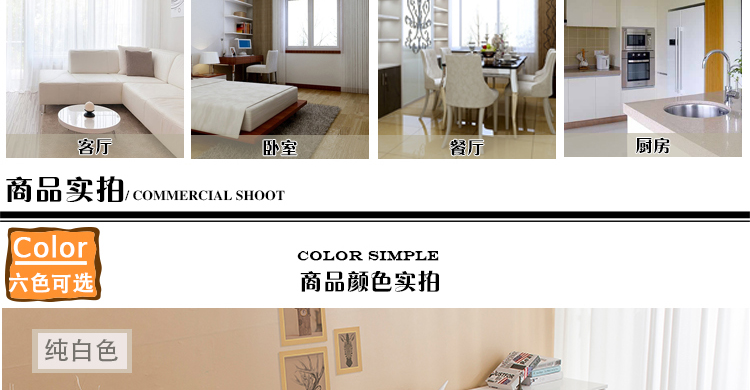 客厅
卧室
餐厅
厨房
商品实拍/ COMMERCIAL SHOOT
Color
六色可选
COLOR SIMPLE
商品颜色实拍
纯白色